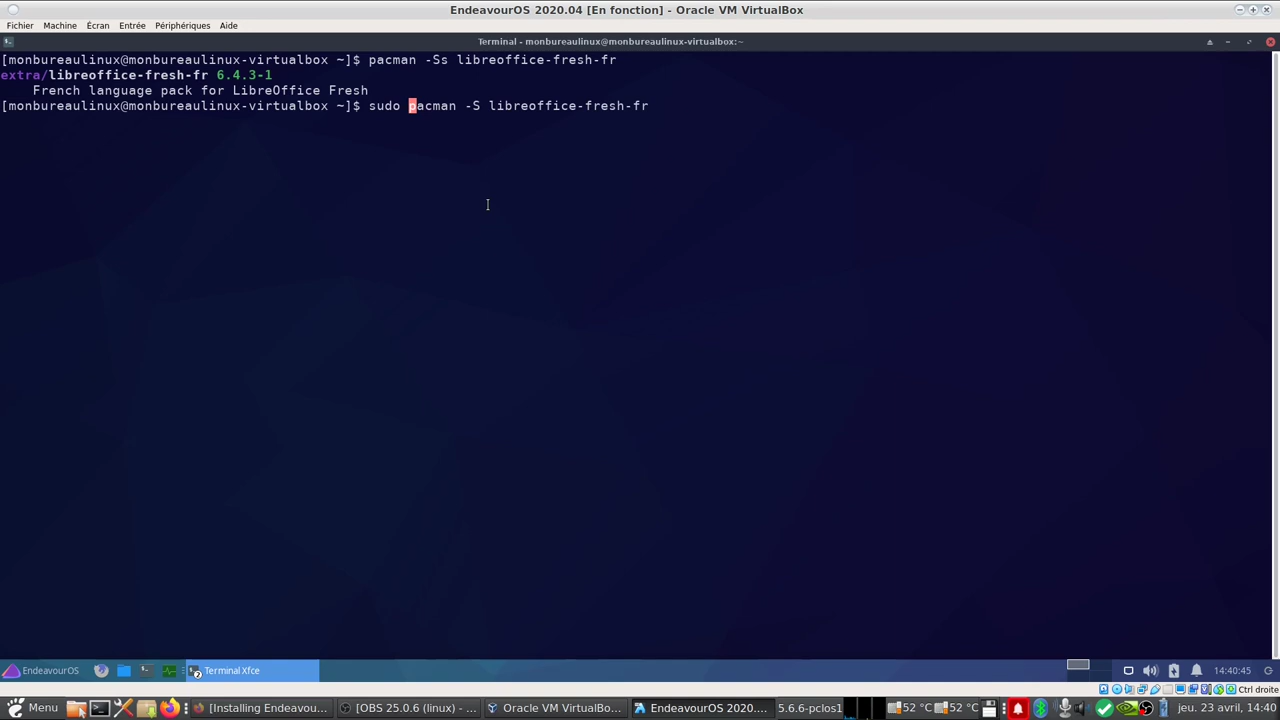 EndeavourOS 2020.04 [En fonction] - Oracle VM VirtualBox
Fichier Machine Écran Entrée Périphériques Aide
Terminal - monbureaulinux@monbureaulinux-virtualbox:~
[monbureaulinux@monbureaulinux-virtualbox ~]$ pacman -Ss libreoffice-fresh-fr
extra/libreoffice-fresh-fr 6.4.3-1
    French language pack for LibreOffice Fresh
[monbureaulinux@monbureaulinux-virtualbox ~]$ sudo pacman -S libreoffice-fresh-fr
EndeavourOS Terminal Xfce 14:40:45
Ctrl droite
Menu [Installing Endeavou... [OBS 25.0.6 (linux) - ... Oracle VM VirtualBo... EndeavourOS 2020.... 5.6.6-pclos1 52 °C 52 °C jeu. 23 avril, 14:40